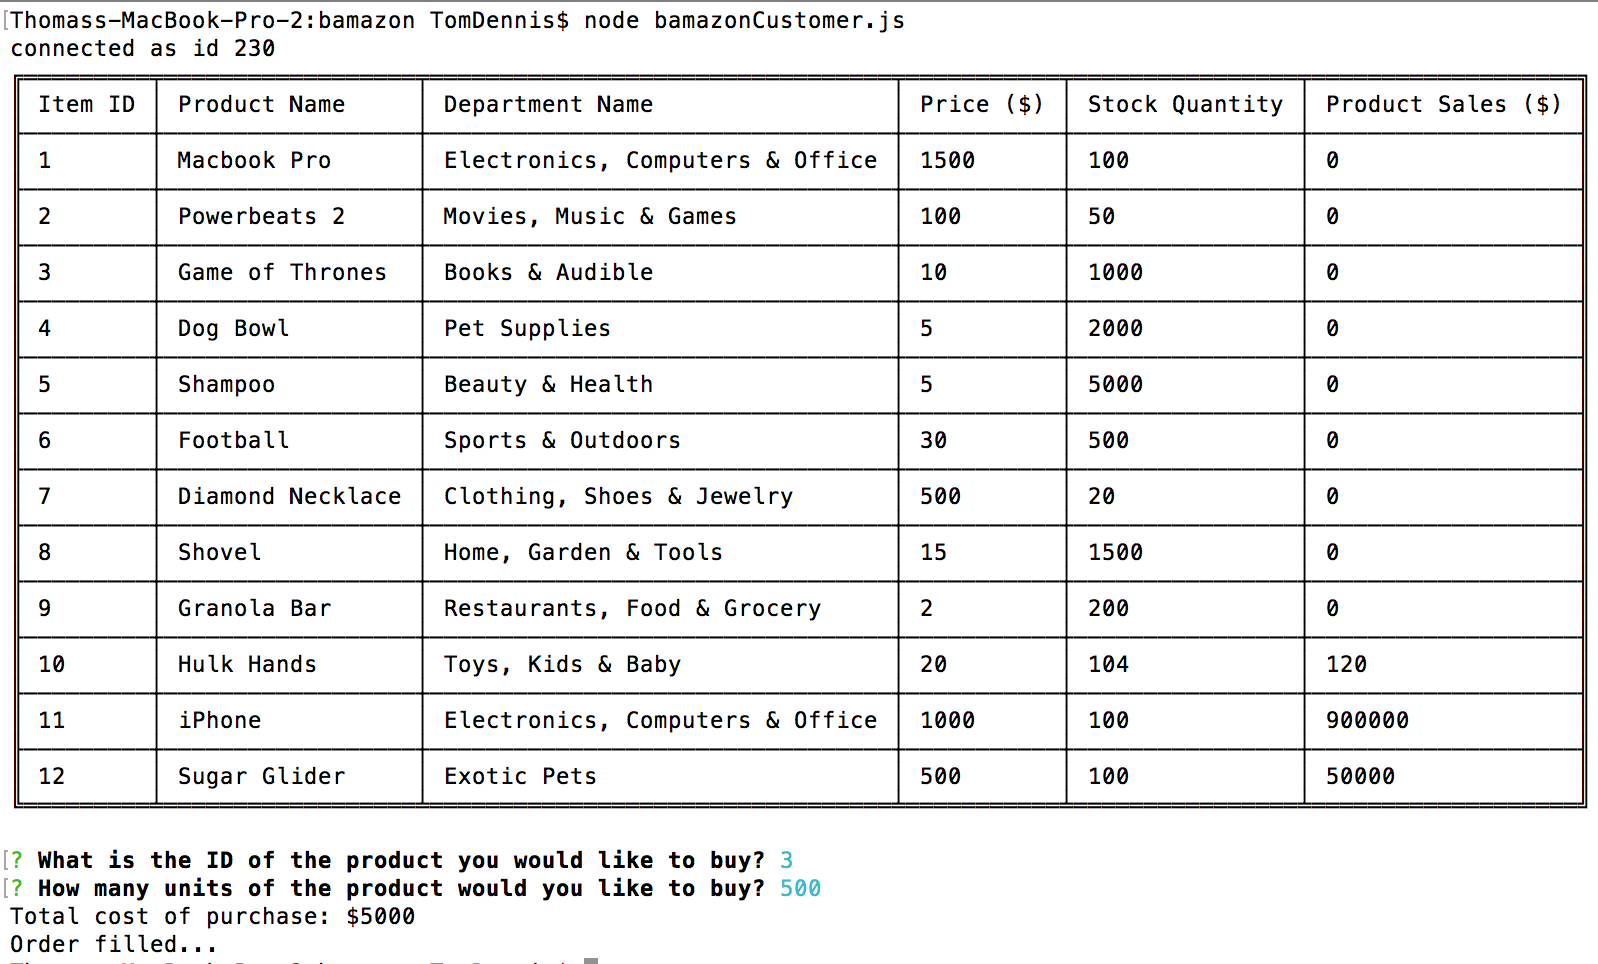 Thomass-MacBook-Pro-2:bamazon TomDennis$ node bamazonCustomer.js
connected as id 230
Item ID Product Name Department Name Price ($) Stock Quantity Product Sales ($)
1 Macbook Pro Electronics, Computers & Office 1500 100 0
2 Powerbeats 2 Movies, Music & Games 100 50 0
3 Game of Thrones Books & Audible 10 1000 0
4 Dog Bowl Pet Supplies 5 2000 0
5 Shampoo Beauty & Health 5 5000 0
6 Football Sports & Outdoors 30 500 0
7 Diamond Necklace Clothing, Shoes & Jewelry 500 20 0
8 Shovel Home, Garden & Tools 15 1500 0
9 Granola Bar Restaurants, Food & Grocery 2 200 0
10 Hulk Hands Toys, Kids & Baby 20 104 120
11 iPhone Electronics, Computers & Office 1000 100 900000
12 Sugar Glider Exotic Pets 500 100 50000
? What is the ID of the product you would like to buy? 3
? How many units of the product would you like to buy? 500
Total cost of purchase: $5000
Order filled...